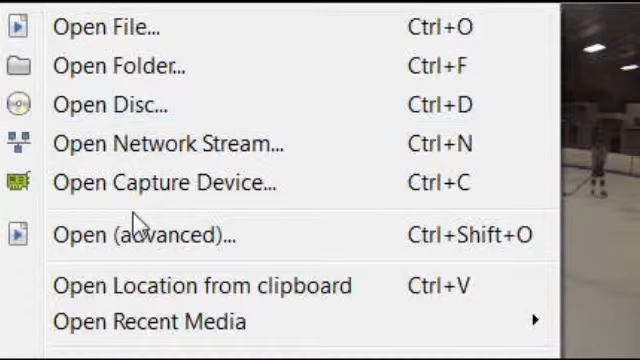 Open File... Ctrl+O
Open Folder... Ctrl+F
Open Disc... Ctrl+D
Open Network Stream... Ctrl+N
Open Capture Device... Ctrl+C
Open (advanced)... Ctrl+Shift+O
Open Location from clipboard Ctrl+V
Open Recent Media